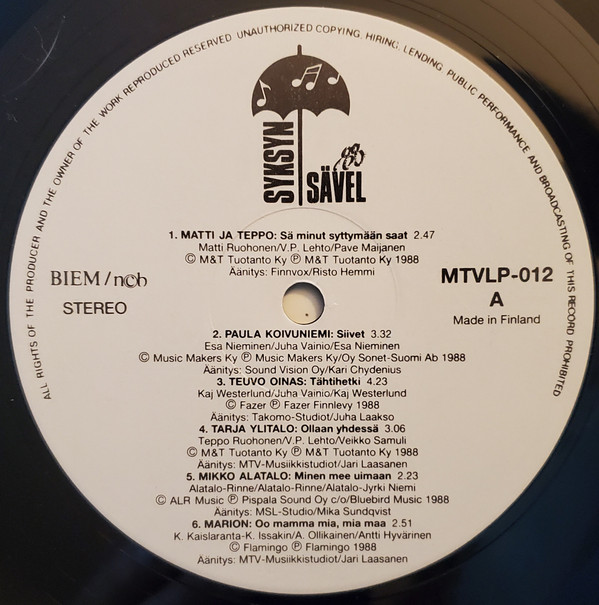 ALL RIGHTS OF THE PRODUCER AND THE OWNER OF THE WORK REPRODUCED RESERVED UNAUTHORIZED COPYING, HIRING, LENDING PUBLIC PERFORMANCE AND BROADCASTING OF THIS RECORD PROHIBITED
SYKSYN
SÄVEL
88
1. MATTI JA TEPPO: Sä minut syttymään saat 2.47
Matti Ruohonen/V.P. Lehto/Pave Maijanen
© M&T Tuotanto Ky ℗ M&T Tuotanto Ky 1988
Äänitys: Finnvox/Risto Hemmi
BIEM/ncb
STEREO
MTVLP-012
A
Made in Finland
2. PAULA KOIVUNIEMI: Siivet 3.32
Esa Nieminen/Juha Vainio/Esa Nieminen
© Music Makers Ky ℗ Music Makers Ky/Oy Sonet-Suomi Ab 1988
Äänitys: Sound Vision Oy/Kari Chydenius
3. TEUVO OINAS: Tähtihetki 4.23
Kaj Westerlund/Juha Vainio/Kaj Westerlund
© Fazer ℗ Fazer Finnlevy 1988
Äänitys: Takomo-Studiot/Juha Laakso
4. TARJA YLITALO: Ollaan yhdessä 3.06
Teppo Ruohonen/V.P. Lehto/Veikko Samuli
© M&T Tuotanto Ky ℗ M&T Tuotanto Ky 1988
Äänitys: MTV-Musiikkistudiot/Jari Laasanen
5. MIKKO ALATALO: Minen mee uimaan 2.23
Alatalo-Rinne/Alatalo-Rinne/Alatalo-Jyrki Niemi
© ALR Music ℗ Pispala Sound Oy c/o/Bluebird Music 1988
Äänitys: MSL-Studio/Mika Sundqvist
6. MARION: Oo mamma mia, mia maa 2.51
K. Kaislaranta-K. Issakin/A. Ollikainen/Antti Hyvärinen
© Flamingo ℗ Flamingo 1988
Äänitys: MTV-Musiikkistudiot/Jari Laasanen